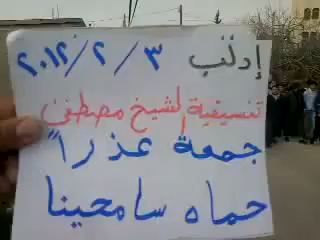 إدلب ٢٠١٢/٢/٣
تنسيقية الشيخ مصطفى
جمعة عذراً
حماه سامحينا